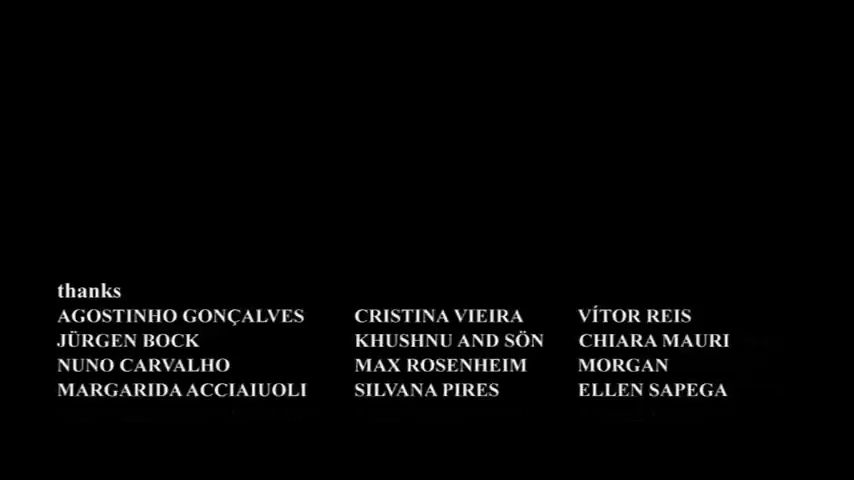 thanks
AGOSTINHO GONÇALVES
JÜRGEN BOCK
NUNO CARVALHO
MARGARIDA ACCIAIUOLI
CRISTINA VIEIRA
KHUSHNU AND SÖN
MAX ROSENHEIM
SILVANA PIRES
VÍTOR REIS
CHIARA MAURI
MORGAN
ELLEN SAPEGA